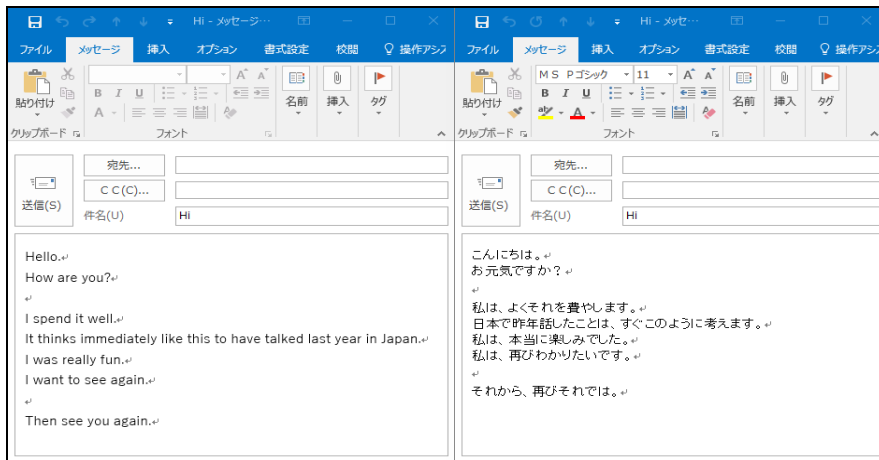 Hi - メッセージ…
ファイル メッセージ 挿入 オプション 書式設定 校閲 操作アシ
貼り付け
B I U
A A A
名前 挿入 タグ
クリップボード フォント
送信(S)
宛先...
C C(C)...
件名(U) Hi
Hello.↵
How are you?↵
↵
I spend it well.↵
It thinks immediately like this to have talked last year in Japan.↵
I was really fun.↵
I want to see again.↵
↵
Then see you again.↵
Hi - メッセ…
ファイル メッセージ 挿入 オプション 書式設定 校閲 操作アシ
貼り付け
ＭＳ Ｐゴシック 11 A A
B I U
ab A
名前 挿入 タグ
クリップボード フォント
送信(S)
宛先...
C C(C)...
件名(U) Hi
こんにちは。↵
お元気ですか？↵
↵
私は、よくそれを費やします。↵
日本で昨年話したことは、すぐこのように考えます。↵
私は、本当に楽しみでした。↵
私は、再びわかりたいです。↵
↵
それから、再びそれでは。↵